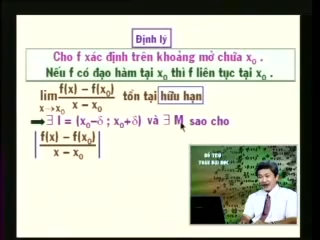 Định lý
Cho f xác định trên khoảng mở chứa x₀ .
Nếu f có đạo hàm tại x₀ thì f liên tục tại x₀ .
lim f(x) – f(x₀) / x – x₀ tồn tại hữu hạn
x→x₀
➡ ∃ I = (x₀–δ ; x₀+δ) và ∃ M sao cho
| f(x) – f(x₀) / x – x₀ |